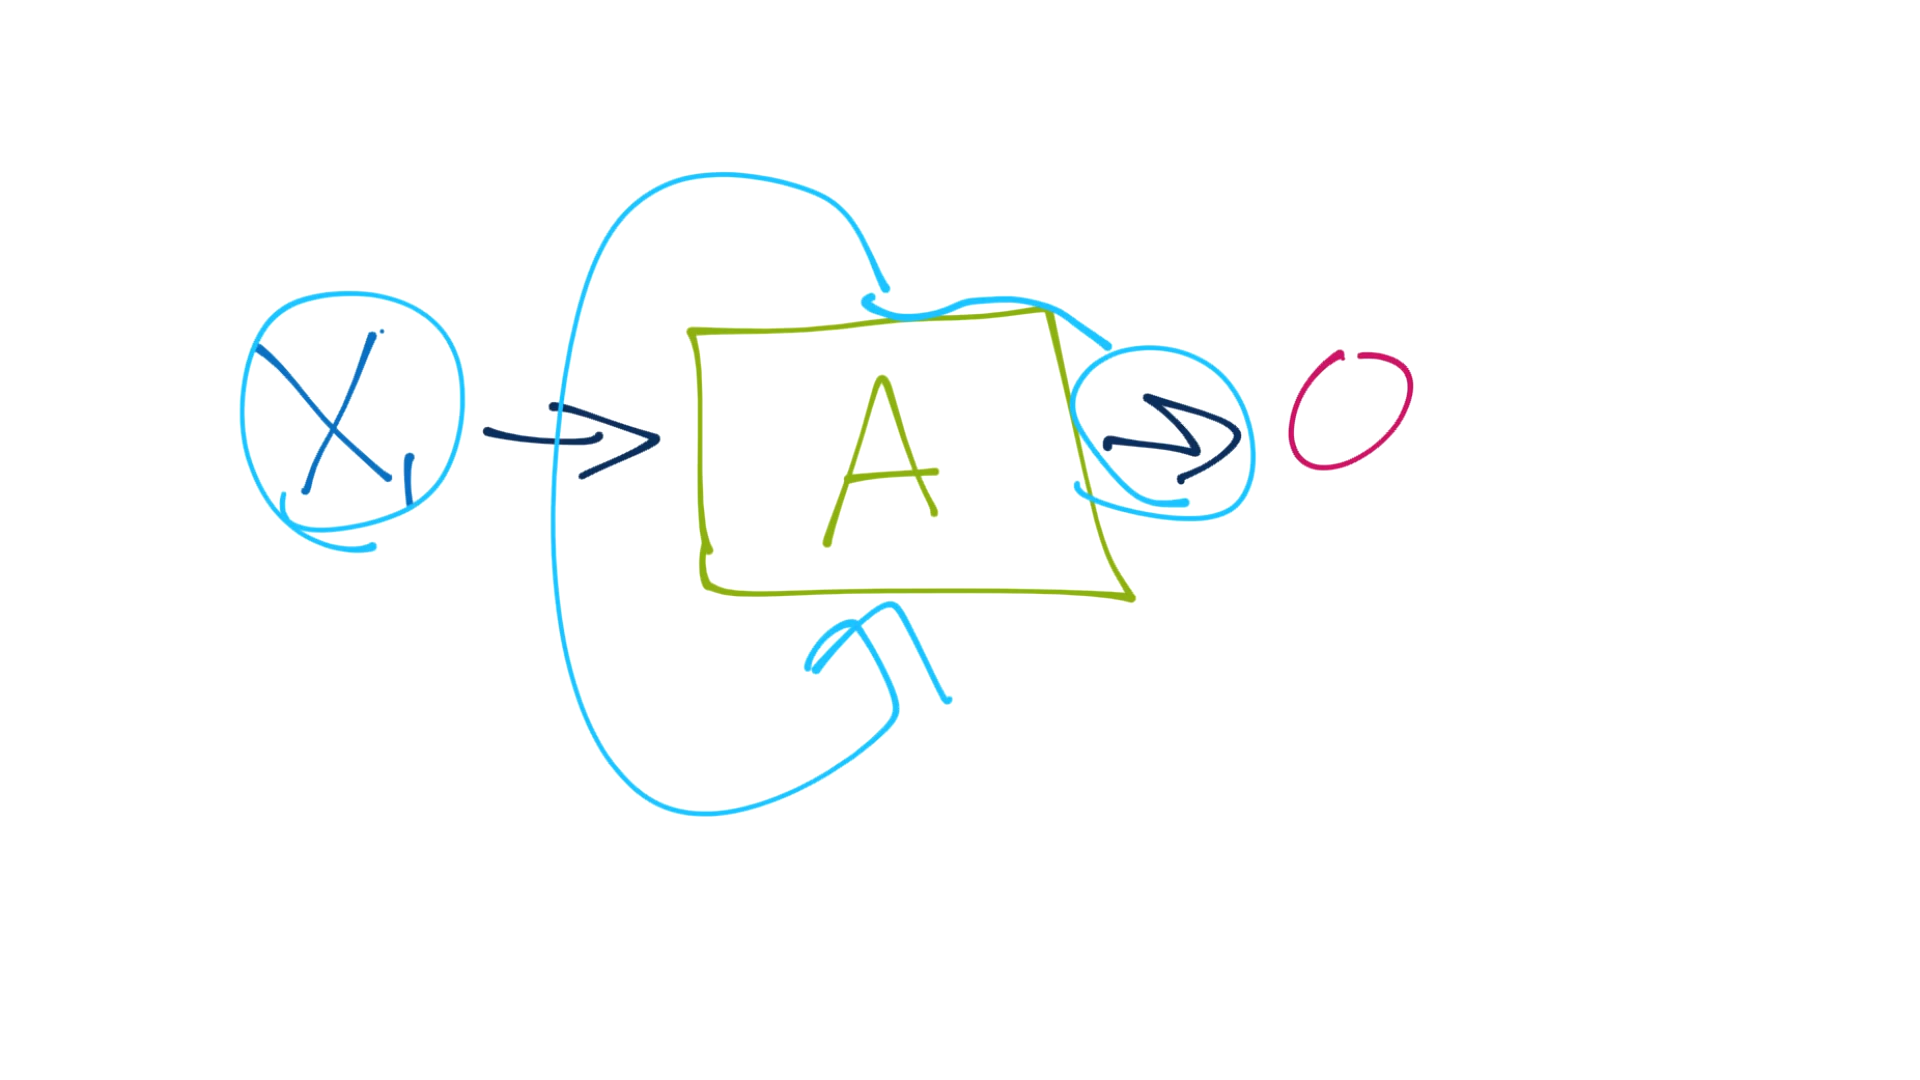 X₁ → A → O